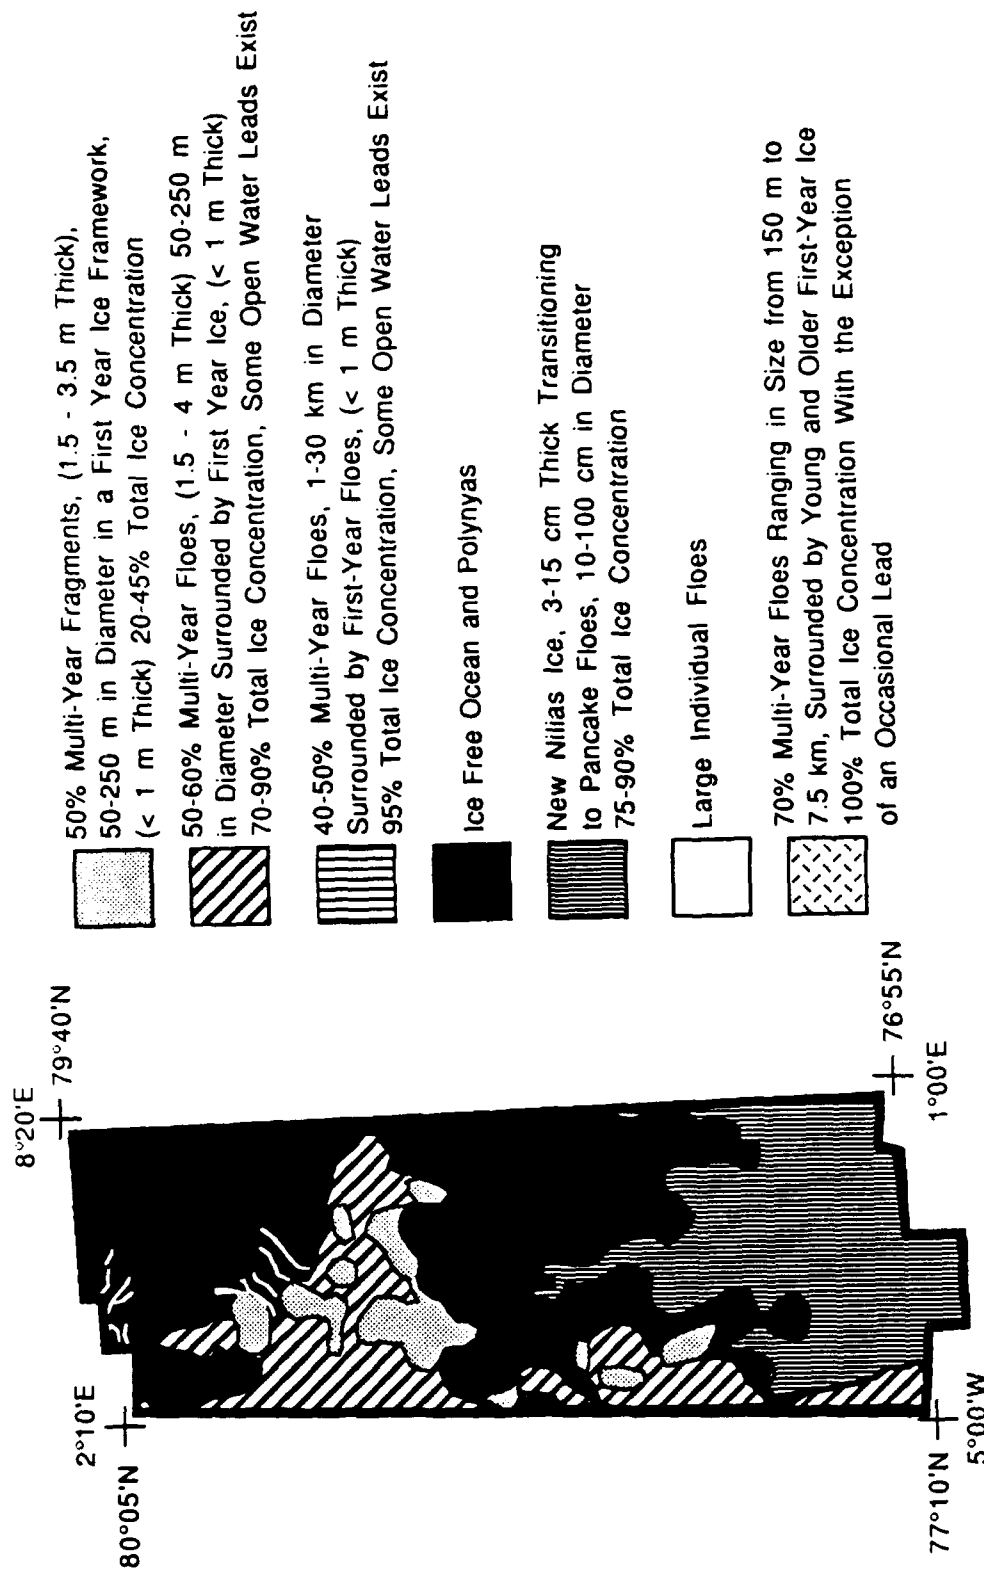 50% Multi-Year Fragments, (1.5 - 3.5 m Thick),
50-250 m in Diameter in a First Year Ice Framework,
(< 1 m Thick) 20-45% Total Ice Concentration
50-60% Multi-Year Floes, (1.5 - 4 m Thick) 50-250 m
in Diameter Surrounded by First Year Ice, (< 1 m Thick)
70-90% Total Ice Concentration, Some Open Water Leads Exist
40-50% Multi-Year Floes, 1-30 km in Diameter
Surrounded by First-Year Floes, (< 1 m Thick)
95% Total Ice Concentration, Some Open Water Leads Exist
Ice Free Ocean and Polynyas
New Nilias Ice, 3-15 cm Thick Transitioning
to Pancake Floes, 10-100 cm in Diameter
75-90% Total Ice Concentration
Large Individual Floes
70% Multi-Year Floes Ranging in Size from 150 m to
7.5 km, Surrounded by Young and Older First-Year Ice
100% Total Ice Concentration With the Exception
of an Occasional Lead
8°20'E
79°40'N
2°10'E
80°05'N
76°55'N
1°00'E
77°10'N
5°00'W